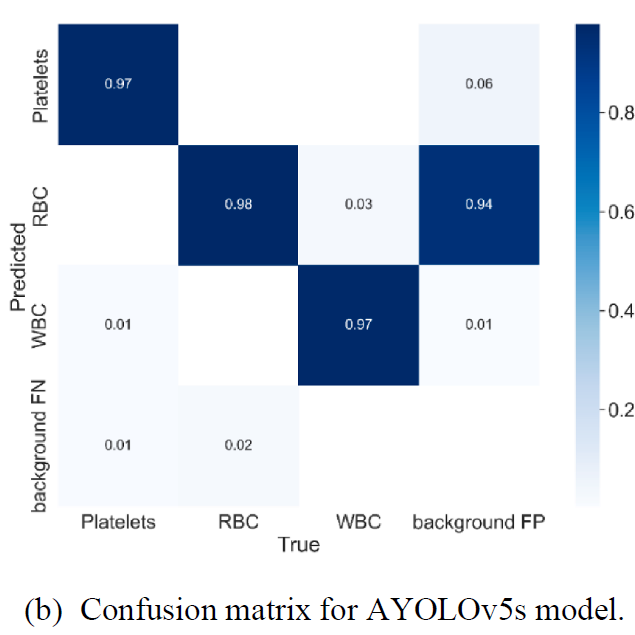 Platelets
0.97
0.06
0.8
RBC
0.98
0.03
0.94
0.6
Predicted
WBC
0.01
0.97
0.01
0.4
background FN
0.01
0.02
0.2
Platelets
RBC
WBC
background FP
True
(b) Confusion matrix for AYOLOv5s model.